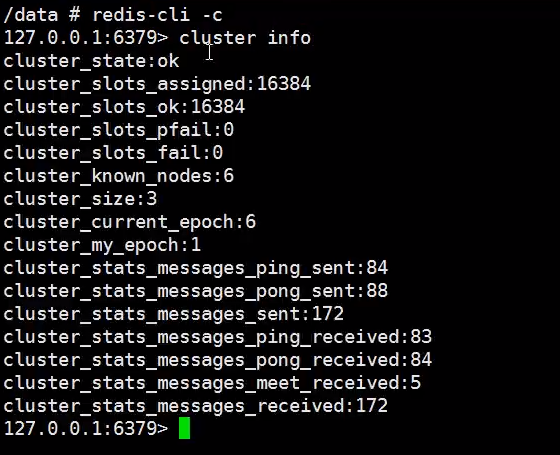 /data # redis-cli -c
127.0.0.1:6379> cluster info
cluster_state:ok
cluster_slots_assigned:16384
cluster_slots_ok:16384
cluster_slots_pfail:0
cluster_slots_fail:0
cluster_known_nodes:6
cluster_size:3
cluster_current_epoch:6
cluster_my_epoch:1
cluster_stats_messages_ping_sent:84
cluster_stats_messages_pong_sent:88
cluster_stats_messages_sent:172
cluster_stats_messages_ping_received:83
cluster_stats_messages_pong_received:84
cluster_stats_messages_meet_received:5
cluster_stats_messages_received:172
127.0.0.1:6379>